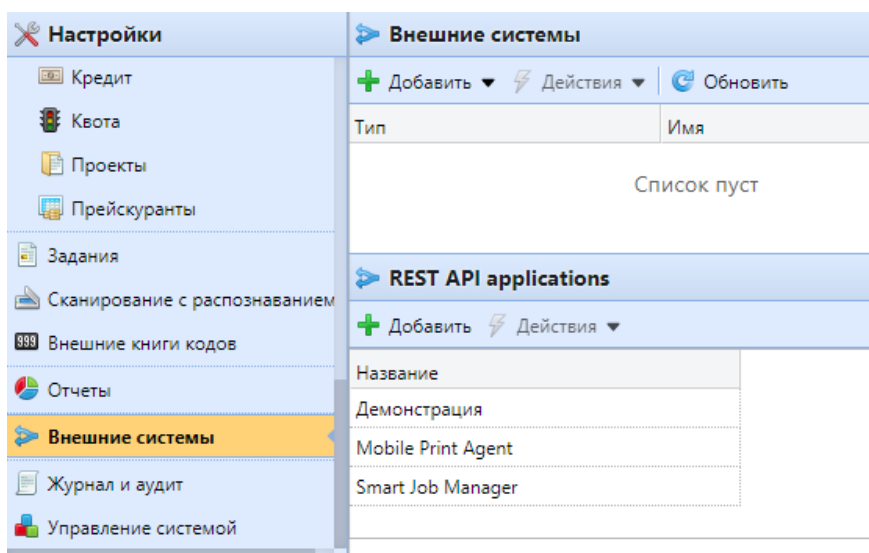 Настройки
Кредит
Квота
Проекты
Прейскуранты
Задания
Сканирование с распознаванием
999 Внешние книги кодов
Отчеты
Внешние системы
Журнал и аудит
Управление системой
Внешние системы
Добавить Действия Обновить
Тип Имя
Список пуст
REST API applications
Добавить Действия
Название
Демонстрация
Mobile Print Agent
Smart Job Manager